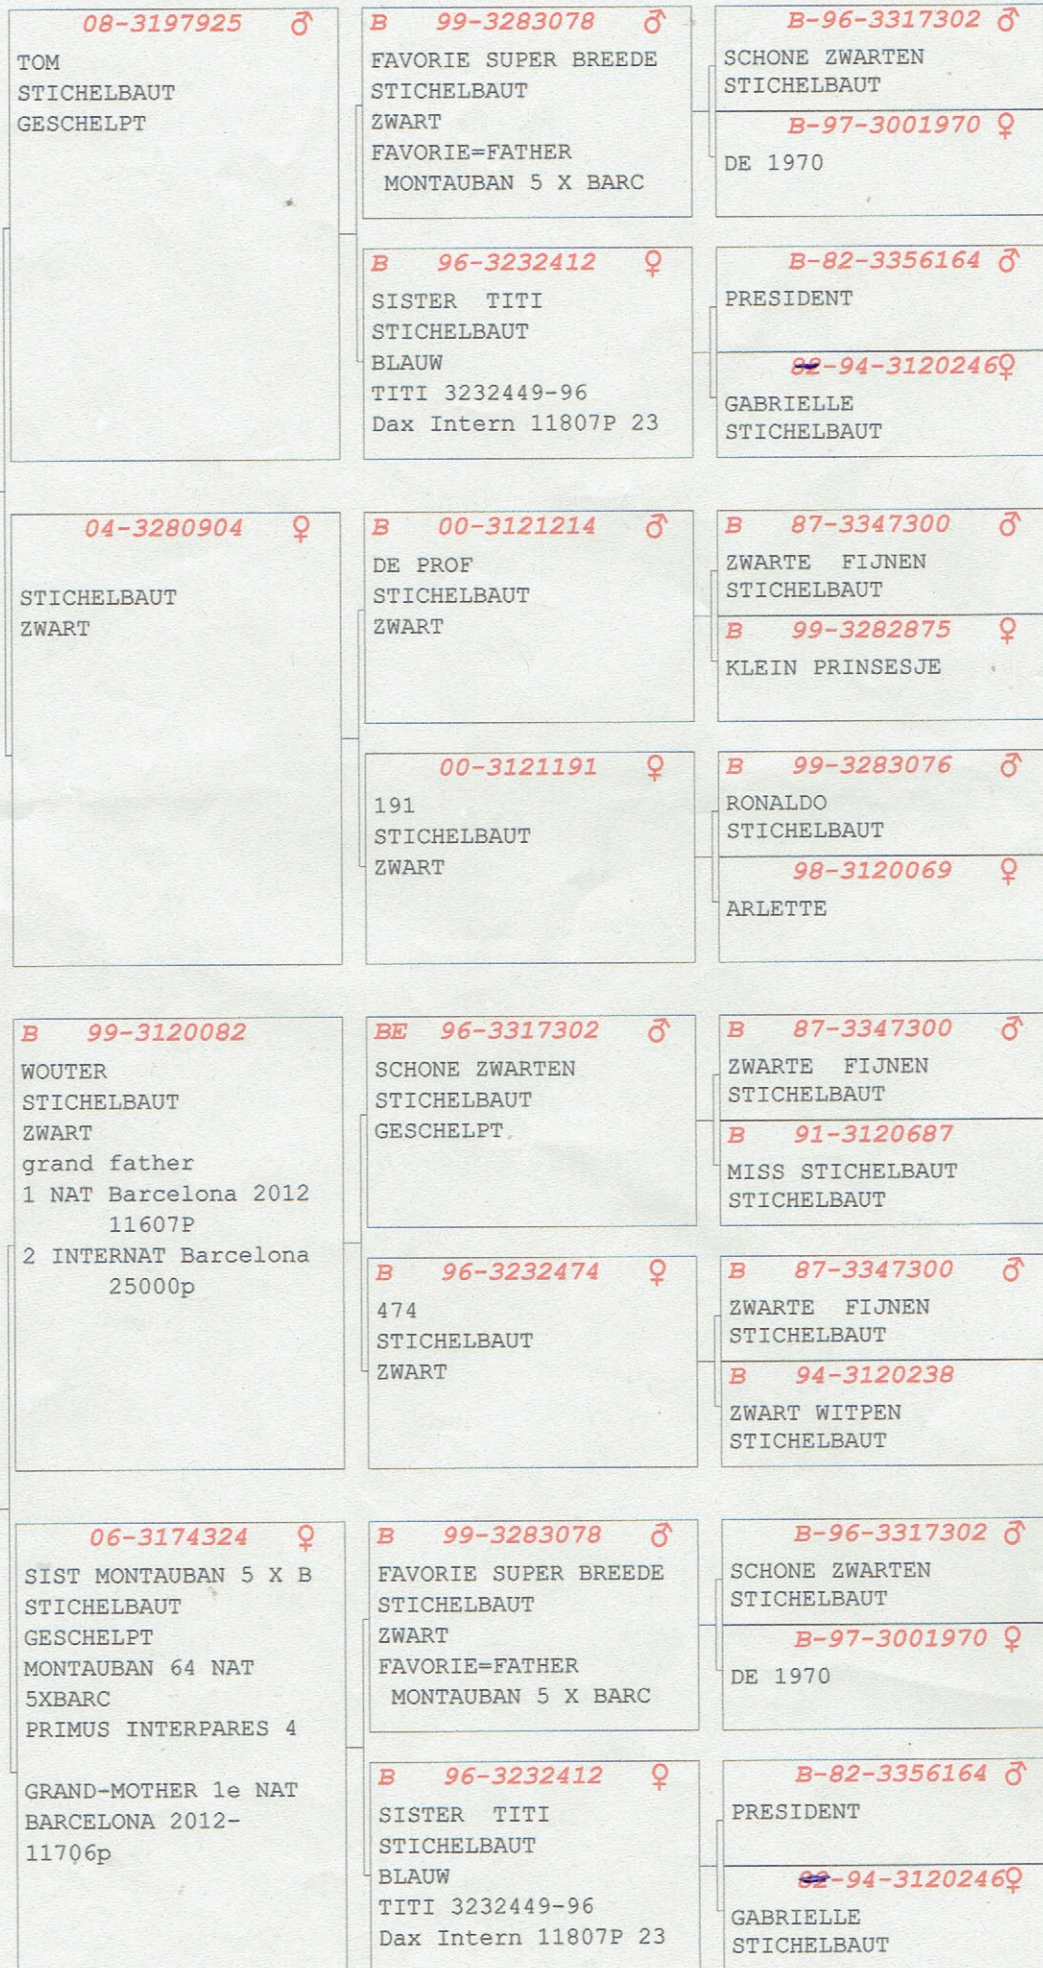 08-3197925 ♂
TOM
STICHELBAUT
GESCHELPT
B 99-3283078 ♂
FAVORIE SUPER BREEDE
STICHELBAUT
ZWART
FAVORIE=FATHER
MONTAUBAN 5 X BARC
B-96-3317302 ♂
SCHONE ZWARTEN
STICHELBAUT
B-97-3001970 ♀
DE 1970
B 96-3232412 ♀
SISTER TITI
STICHELBAUT
BLAUW
TITI 3232449-96
Dax Intern 11807P 23
B-82-3356164 ♂
PRESIDENT
82-94-3120246♀
GABRIELLE
STICHELBAUT
04-3280904 ♀
STICHELBAUT
ZWART
B 00-3121214 ♂
DE PROF
STICHELBAUT
ZWART
B 87-3347300 ♂
ZWARTE FIJNEN
STICHELBAUT
B 99-3282875 ♀
KLEIN PRINSESJE
00-3121191 ♀
191
STICHELBAUT
ZWART
B 99-3283076 ♂
RONALDO
STICHELBAUT
98-3120069 ♀
ARLETTE
B 99-3120082
WOUTER
STICHELBAUT
ZWART
grand father
1 NAT Barcelona 2012
11607P
2 INTERNAT Barcelona
25000p
BE 96-3317302 ♂
SCHONE ZWARTEN
STICHELBAUT
GESCHELPT
B 87-3347300 ♂
ZWARTE FIJNEN
STICHELBAUT
B 91-3120687
MISS STICHELBAUT
STICHELBAUT
B 96-3232474 ♀
474
STICHELBAUT
ZWART
B 87-3347300 ♂
ZWARTE FIJNEN
STICHELBAUT
B 94-3120238
ZWART WITPEN
STICHELBAUT
06-3174324 ♀
SIST MONTAUBAN 5 X B
STICHELBAUT
GESCHELPT
MONTAUBAN 64 NAT
5XBARC
PRIMUS INTERPARES 4
GRAND-MOTHER 1e NAT
BARCELONA 2012-
11706p
B 99-3283078 ♂
FAVORIE SUPER BREEDE
STICHELBAUT
ZWART
FAVORIE=FATHER
MONTAUBAN 5 X BARC
B-96-3317302 ♂
SCHONE ZWARTEN
STICHELBAUT
B-97-3001970 ♀
DE 1970
B 96-3232412 ♀
SISTER TITI
STICHELBAUT
BLAUW
TITI 3232449-96
Dax Intern 11807P 23
B-82-3356164 ♂
PRESIDENT
82-94-3120246♀
GABRIELLE
STICHELBAUT